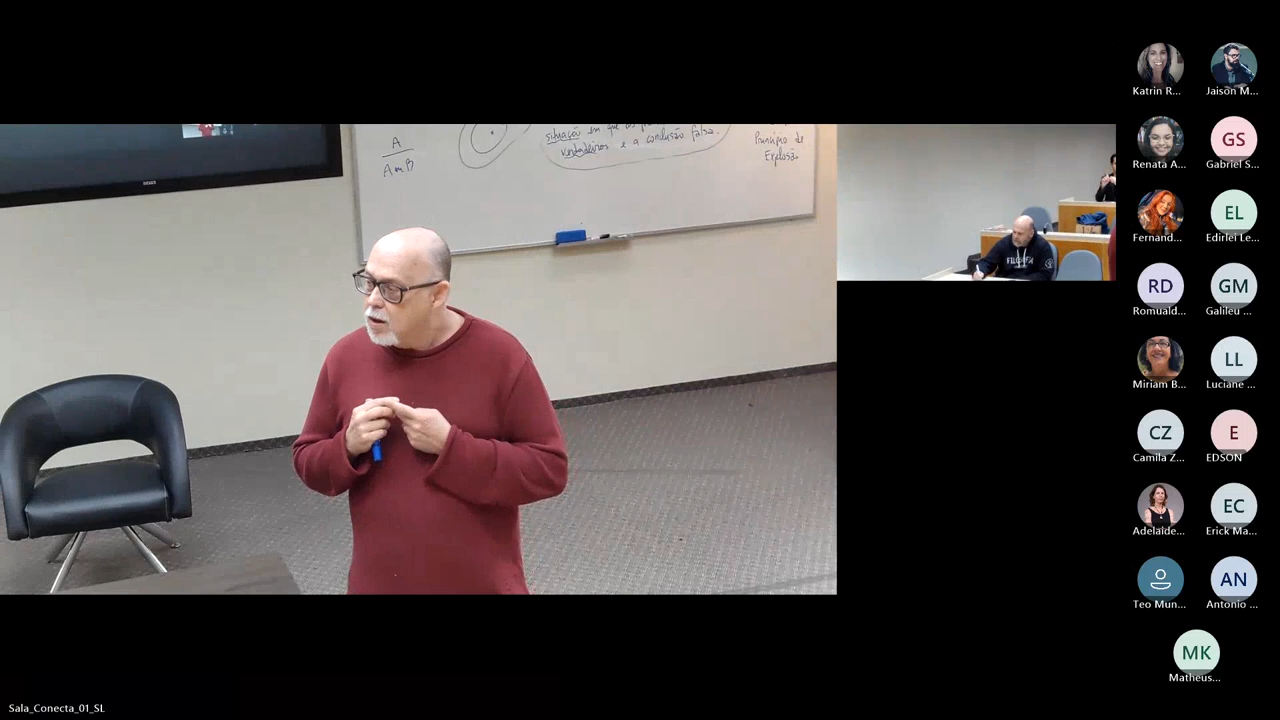 A
A ou B
situação em que as
verdadeiras e a conclusão falsa.
Princípio de
Explosão
FILOSOFIA
Katrin R...
Jaison M...
Renata A...
GS
Gabriel S...
Fernand...
EL
Edirlei Le...
RD
Romuald...
GM
Galileu ...
Miriam B...
LL
Luciane ...
CZ
Camila Z...
E
EDSON
Adelaide...
EC
Erick Ma...
Teo Mun...
AN
Antonio ...
MK
Matheus...
Sala_Conecta_01_SL